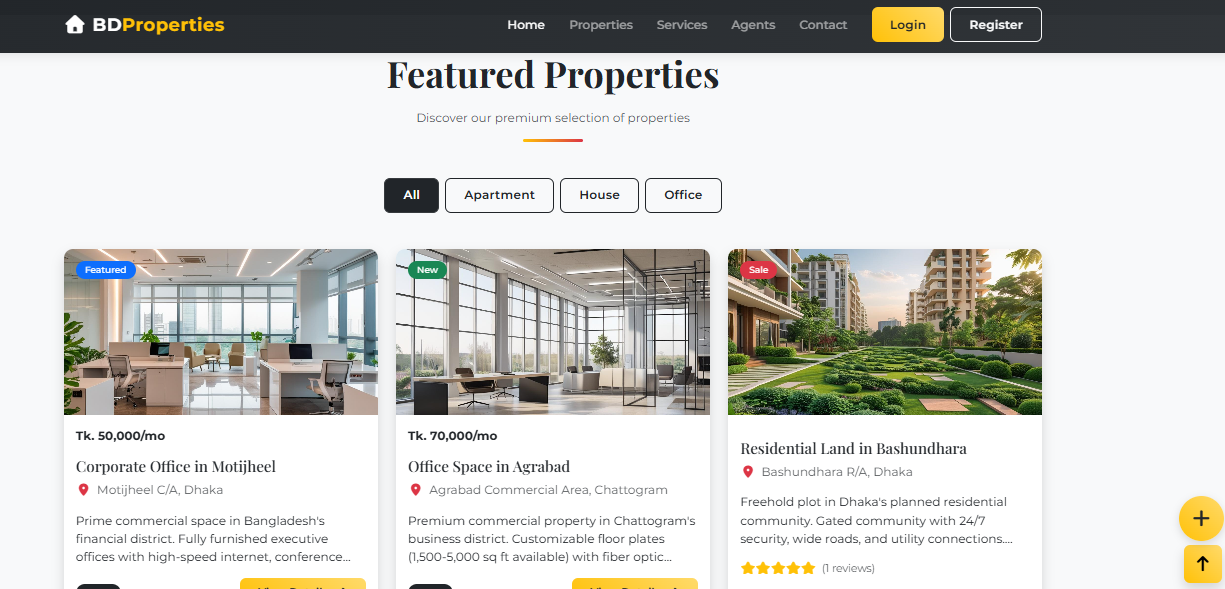 BDProperties
Home Properties Services Agents Contact Login Register
Featured Properties
Discover our premium selection of properties
All Apartment House Office
Featured
Tk. 50,000/mo
Corporate Office in Motijheel
Motijheel C/A, Dhaka
Prime commercial space in Bangladesh's
financial district. Fully furnished executive
offices with high-speed internet, conference...
New
Tk. 70,000/mo
Office Space in Agrabad
Agrabad Commercial Area, Chattogram
Premium commercial property in Chattogram's
business district. Customizable floor plates
(1,500-5,000 sq ft available) with fiber optic...
Sale
Residential Land in Bashundhara
Bashundhara R/A, Dhaka
Freehold plot in Dhaka's planned residential
community. Gated community with 24/7
security, wide roads, and utility connections....
(1 reviews)